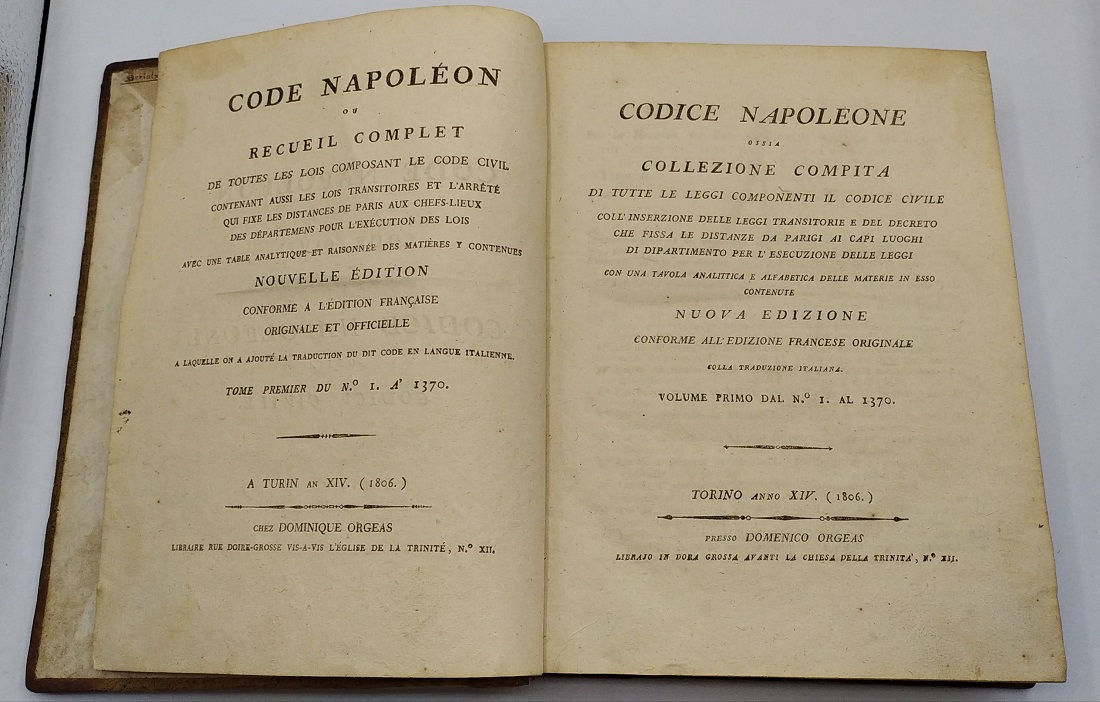 CODE NAPOLÉON
OU
RECUEIL COMPLET
DE TOUTES LES LOIS COMPOSANT LE CODE CIVIL
CONTENANT AUSSI LES LOIS TRANSITOIRES ET L'ARRÊTÉ
QUI FIXE LES DISTANCES DE PARIS AUX CHEFS-LIEUX
DES DÉPARTEMENS POUR L'EXÉCUTION DES LOIS
AVEC UNE TABLE ANALYTIQUE ET RAISONNÉE DES MATIÈRES Y CONTENUES
NOUVELLE ÉDITION
CONFORME A L'ÉDITION FRANÇAISE
ORIGINALE ET OFFICIELLE
A LAQUELLE ON A AJOUTÉ LA TRADUCTION DU DIT CODE EN LANGUE ITALIENNE.
TOME PREMIER DU N.º 1. A' 1370.
A TURIN AN XIV. (1806.)
CHEZ DOMINIQUE ORGEAS
LIBRAIRE RUE DOIRE-GROSSE VIS-A-VIS L'ÉGLISE DE LA TRINITÉ, N.º XII.
CODICE NAPOLEONE
OSSIA
COLLEZIONE COMPITA
DI TUTTE LE LEGGI COMPONENTI IL CODICE CIVILE
COLL' INSERZIONE DELLE LEGGI TRANSITORIE E DEL DECRETO
CHE FISSA LE DISTANZE DA PARIGI AI CAPI LUOGHI
DI DIPARTIMENTO PER L' ESECUZIONE DELLE LEGGI
CON UNA TAVOLA ANALITTICA E ALFABETICA DELLE MATERIE IN ESSO
CONTENUTE
NUOVA EDIZIONE
CONFORME ALL' EDIZIONE FRANCESE ORIGINALE
COLLA TRADUZIONE ITALIANA.
VOLUME PRIMO DAL N.º 1. AL 1370.
TORINO ANNO XIV. (1806.)
PRESSO DOMENICO ORGEAS
LIBRAJO IN DORA GROSSA AVANTI LA CHIESA DELLA TRINITA', N.º XII.